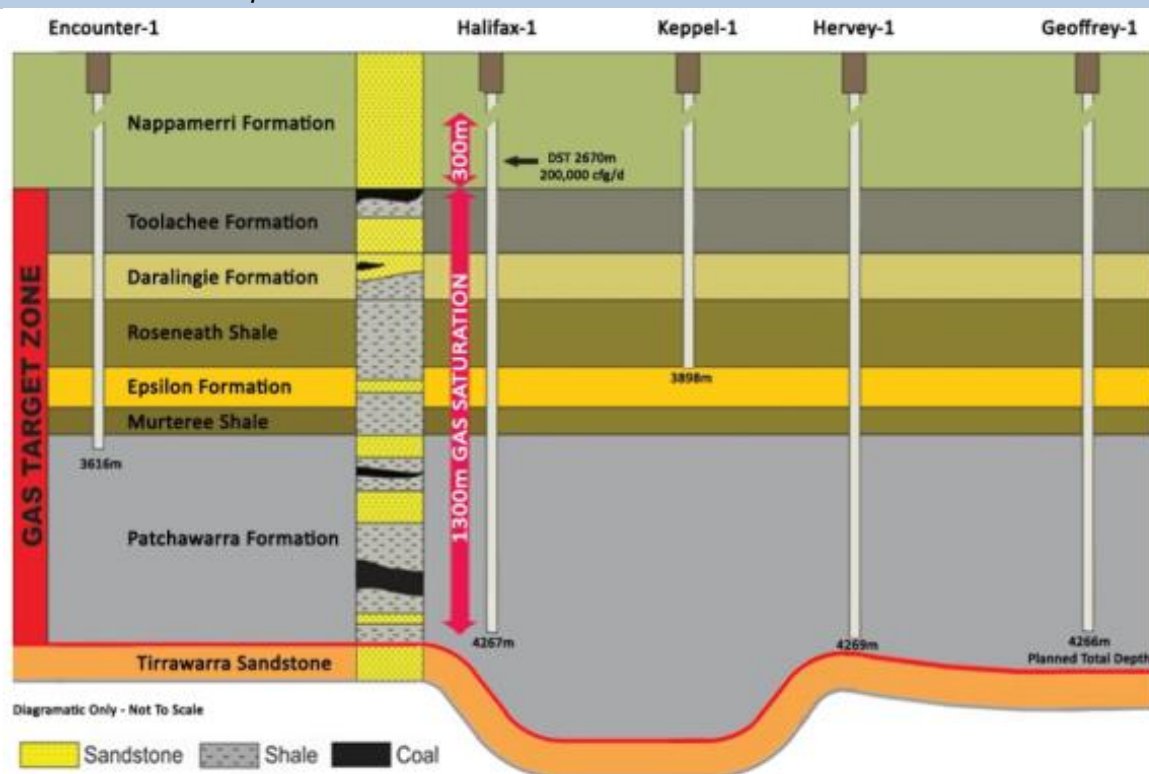 Encounter-1 Halifax-1 Keppel-1 Hervey-1 Geoffrey-1
Nappamerri Formation
300m
DST 2670m
200,000 cfg/d
GAS TARGET ZONE
Toolachee Formation
Daralingie Formation
Roseneath Shale
Epsilon Formation
Murteree Shale
Patchawarra Formation
Tirrawarra Sandstone
1300m GAS SATURATION
3898m
3616m
4267m
4269m
4266m
Planned Total Depth
Diagramatic Only - Not To Scale
Sandstone Shale Coal